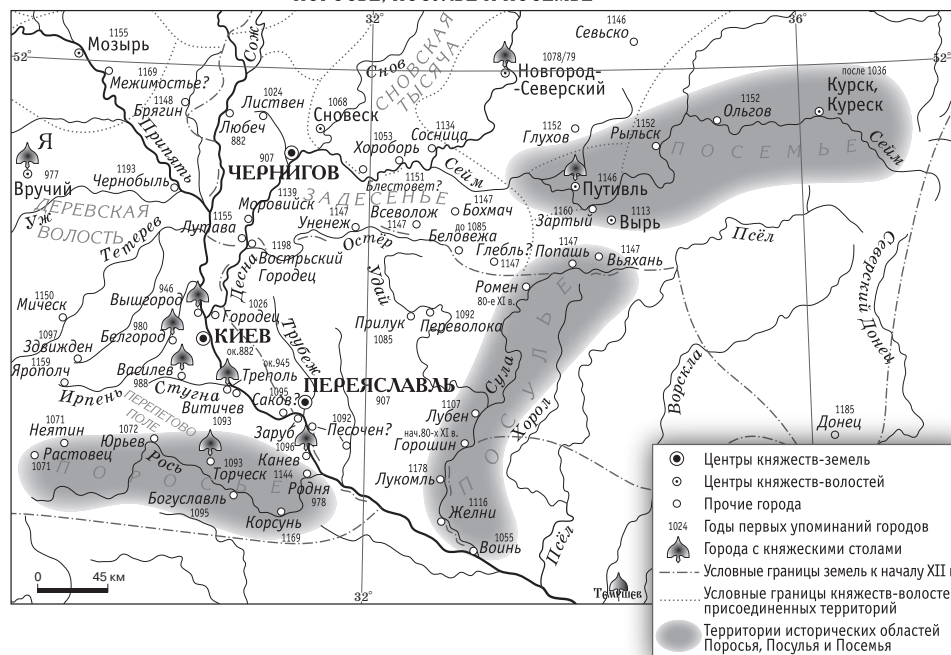 32°
36°
52°
52°
1155
Мозырь
1169
Межимостье?
1148
Брягин
Припять
Сож
1024
Листвен
Любеч
882
1068
Сновеск
Снов
СНОВСКАЯ
ТЫСЯЧА
1146
Севьско
1078/79
Новгород-
-Северский
после 1036
Курск,
Куреск
1152
Ольгов
1152
Рыльск
1152
Глухов
ПОСЕМЬЕ
Сейм
1134
Сосница
1053
Хороборь
907
ЧЕРНИГОВ
Сейм
1151
Блестовит?
ЗАДЕСЕНЬЕ
1146
Путивль
1160
Зартый
1113
Вырь
Я
977
Вручий
1193
Чернобыль
ДЕРЕВСКАЯ
ВОЛОСТЬ
Уж
Тетерев
1139
Моровийск
1155
Лутава
1147
Уненеж
Всеволож
1147
1147
Бохмач
до 1085
Беловежа
Остёр
Глебль?
1147
1147
Попашь
1147
Вьяхань
Псёл
Северский Донец
1198
Вострьский
Городец
Десна
Удай
Ромен
80-е XI в.
1150
Мическ
946
Вышгород
1026
Городец
1097
Здвижден
980
Белгород
КИЕВ
ок.882
Трубеж
Прилук
1085
1092
Переволока
1159
Ярополч
Василев
988
ок.945
Треполь
ПЕРЕЯСЛАВЛЬ
907
Ирпень
Стугна
Витичев
1095
Саков?
ПЕРЕПЕТОВО
ПОЛЕ
Сула
ПОСУЛЬЕ
Хорол
Ворскла
1107
Лубен
1071
Неятин
1072
Юрьев
1093
Заруб
1096
1092
Песочен?
нач.80-х XI в.
Горошин
1185
Донец
Растовец
1071
ПОРОСЬЕ
Рось
1093
Торческ
Канев
1144
Родня
978
1178
Лукомль
Богуславль
1095
Корсунь
1169
1116
Желни
1055
Воинь
Псёл
0 45 км
32°
Центры княжеств-земель
Центры княжеств-волостей
Прочие города
1024 Годы первых упоминаний городов
Города с княжескими столами
Условные границы земель к началу XII
Условные границы княжеств-волосте
присоединенных территорий
Территории исторических областей
Поросья, Посулья и Посемья